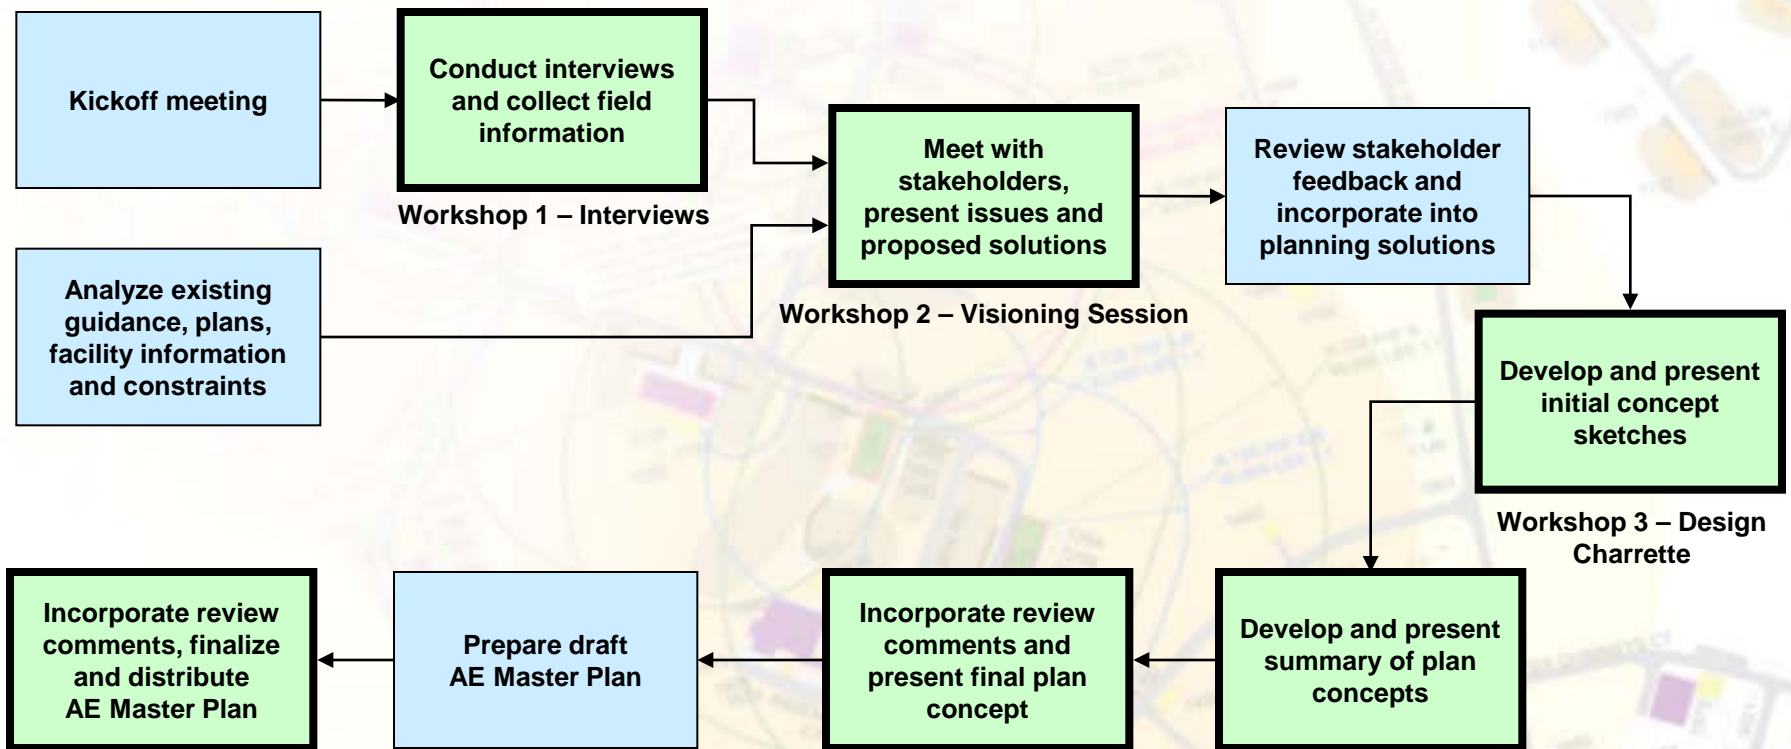 Kickoff meeting
Conduct interviews
and collect field
information
Workshop 1 – Interviews
Analyze existing
guidance, plans,
facility information
and constraints
Meet with
stakeholders,
present issues and
proposed solutions
Workshop 2 – Visioning Session
Review stakeholder
feedback and
incorporate into
planning solutions
Develop and present
initial concept
sketches
Workshop 3 – Design
Charrette
Develop and present
summary of plan
concepts
Incorporate review
comments and
present final plan
concept
Prepare draft
AE Master Plan
Incorporate review
comments, finalize
and distribute
AE Master Plan